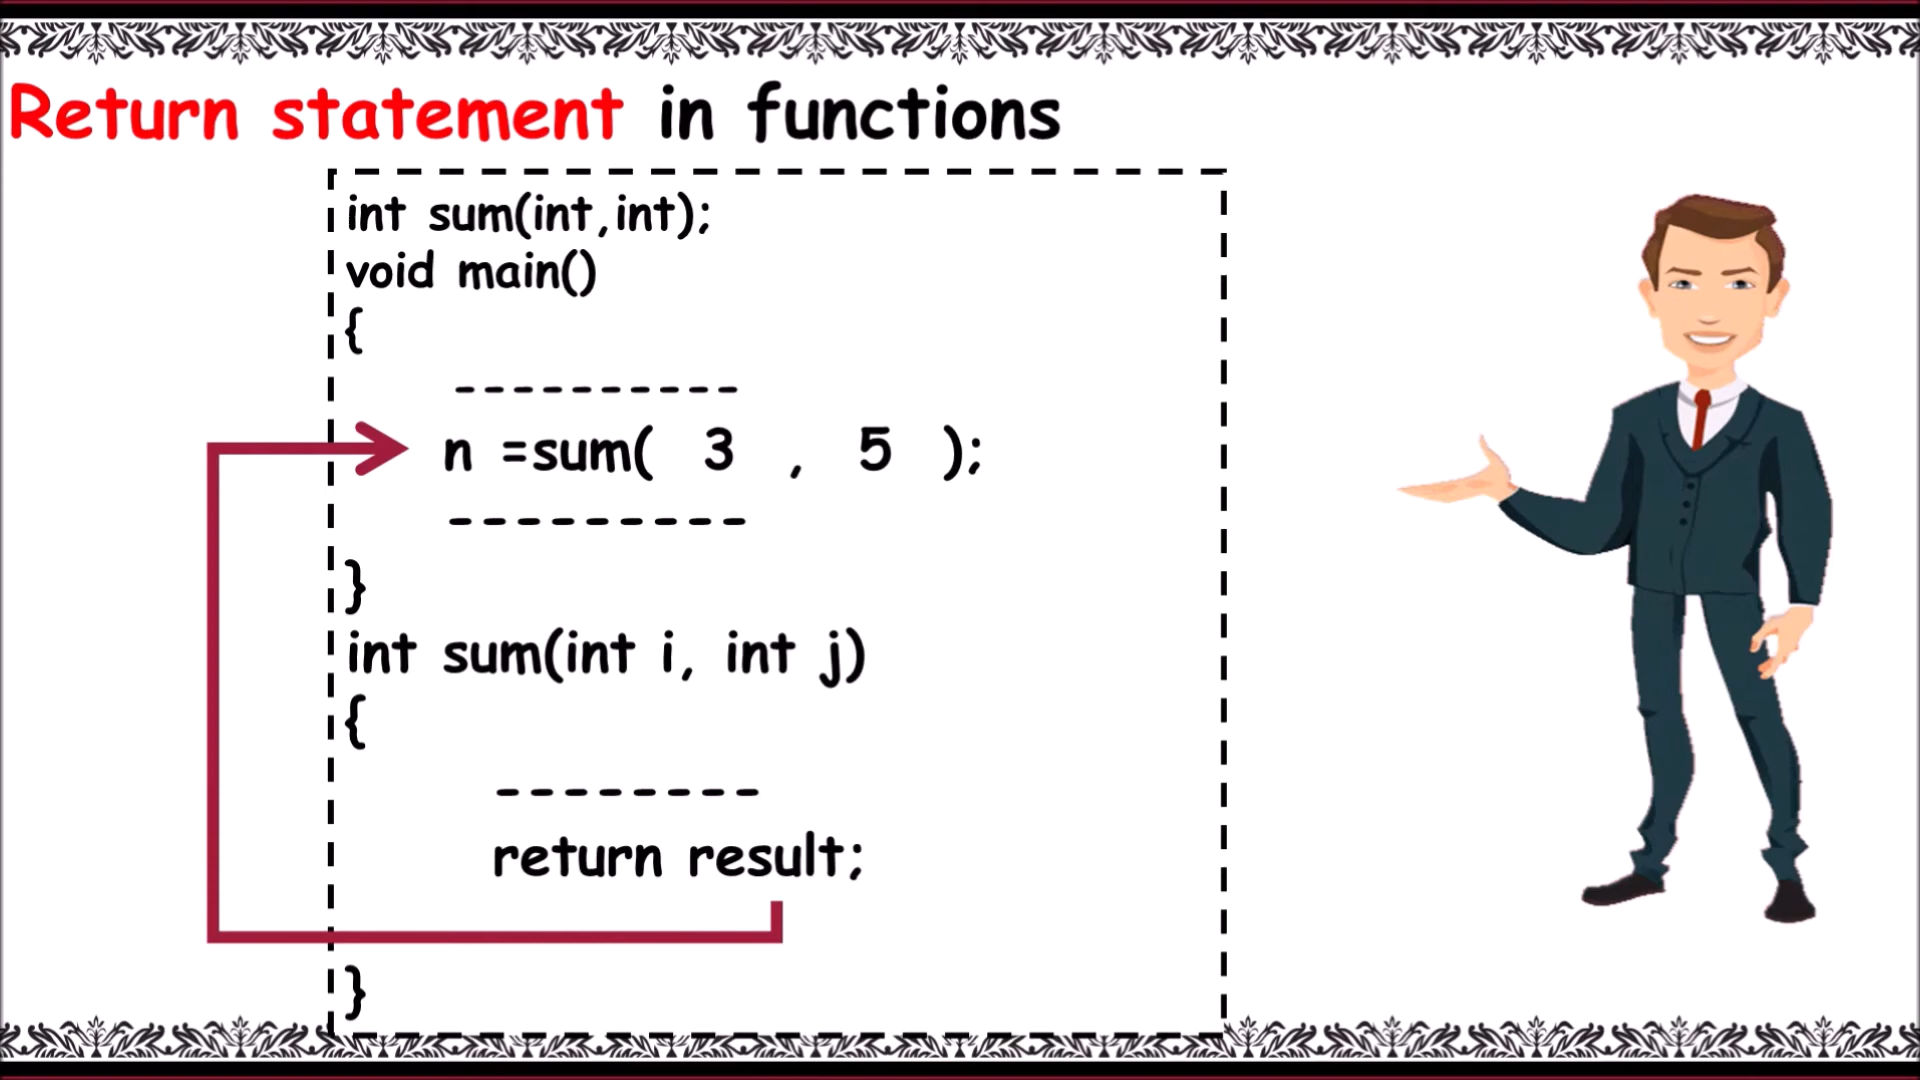 Return statement in functions
int sum(int,int);
void main()
{
----------
n =sum( 3 , 5 );
---------
}
int sum(int i, int j)
{
--------
return result;
}